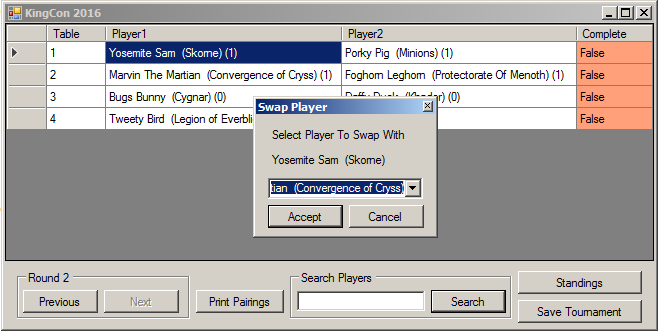 KingCon 2016
Table Player1 Player2 Complete
1 Yosemite Sam (Skorne) (1) Porky Pig (Minions) (1) False
2 Marvin The Martian (Convergence of Cryss) (1) Foghorn Leghorn (Protectorate Of Menoth) (1) False
3 Bugs Bunny (Cygnar) (0) (0) False
4 Tweety Bird (Legion of Everbli False
Swap Player
Select Player To Swap With
Yosemite Sam (Skorne)
tian (Convergence of Cryss)
Accept Cancel
Round 2
Previous Next
Print Pairings
Search Players
Search
Standings
Save Tournament